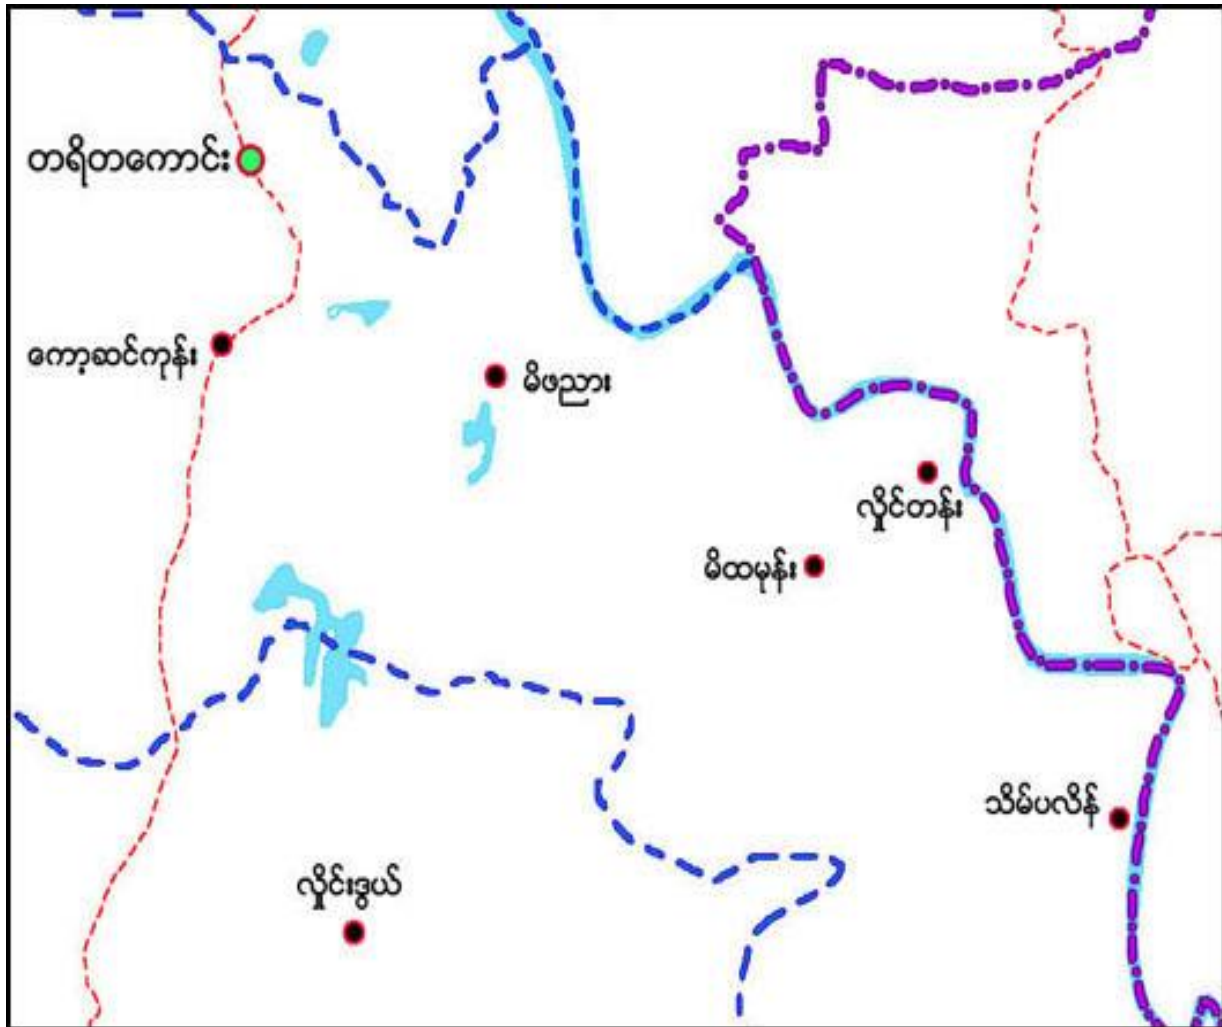 တရိတကောင်း
ကော့ဆင်ကုန်း
မိဖညား
လှိုင်တန်း
မိထမုန်း
သိမ်ပလိန်
လှိုင်းဒွယ်